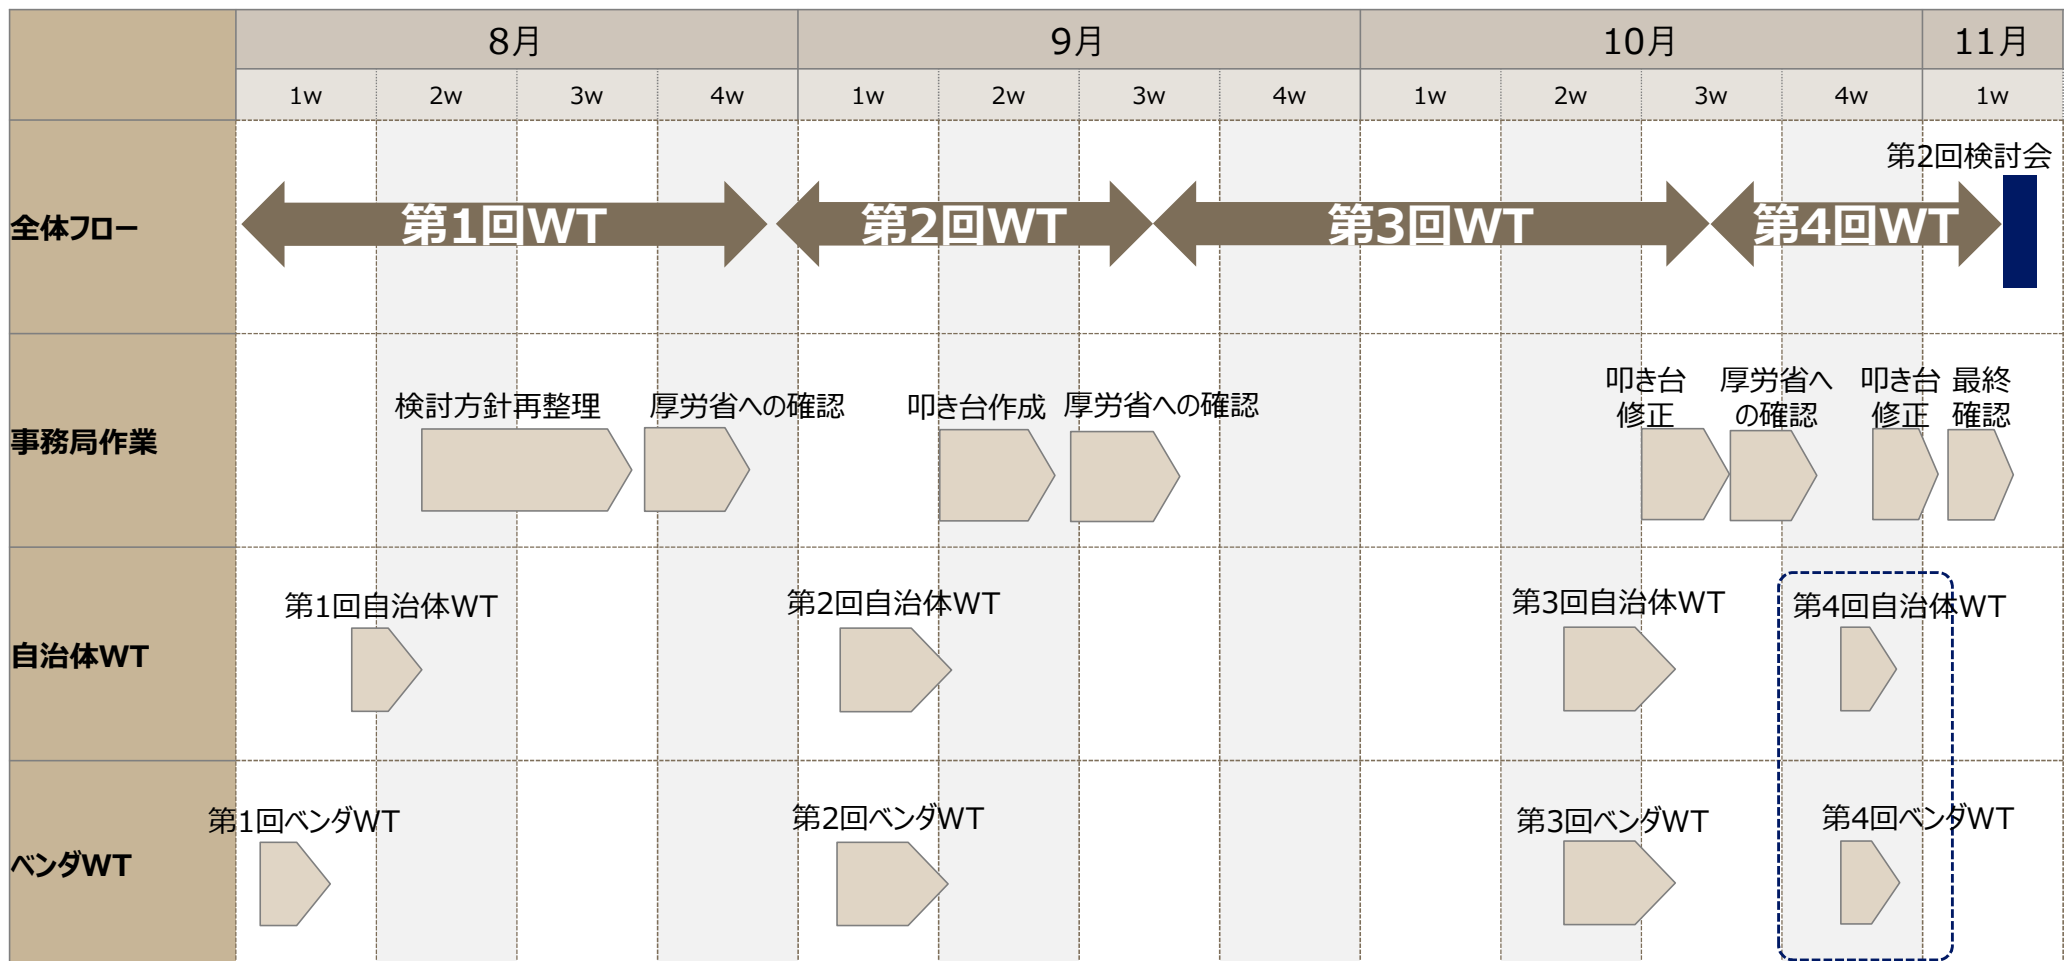 8月
9月
10月
11月
1w
2w
3w
4w
1w
2w
3w
4w
1w
2w
3w
4w
1w
全体フロー
第1回WT
第2回WT
第3回WT
第4回WT
第2回検討会
事務局作業
検討方針再整理
厚労省への確認
叩き台作成
厚労省への確認
叩き台
修正
厚労省へ
の確認
叩き台
修正
最終
確認
自治体WT
第1回自治体WT
第2回自治体WT
第3回自治体WT
第4回自治体WT
ベンダWT
第1回ベンダWT
第2回ベンダWT
第3回ベンダWT
第4回ベンダWT